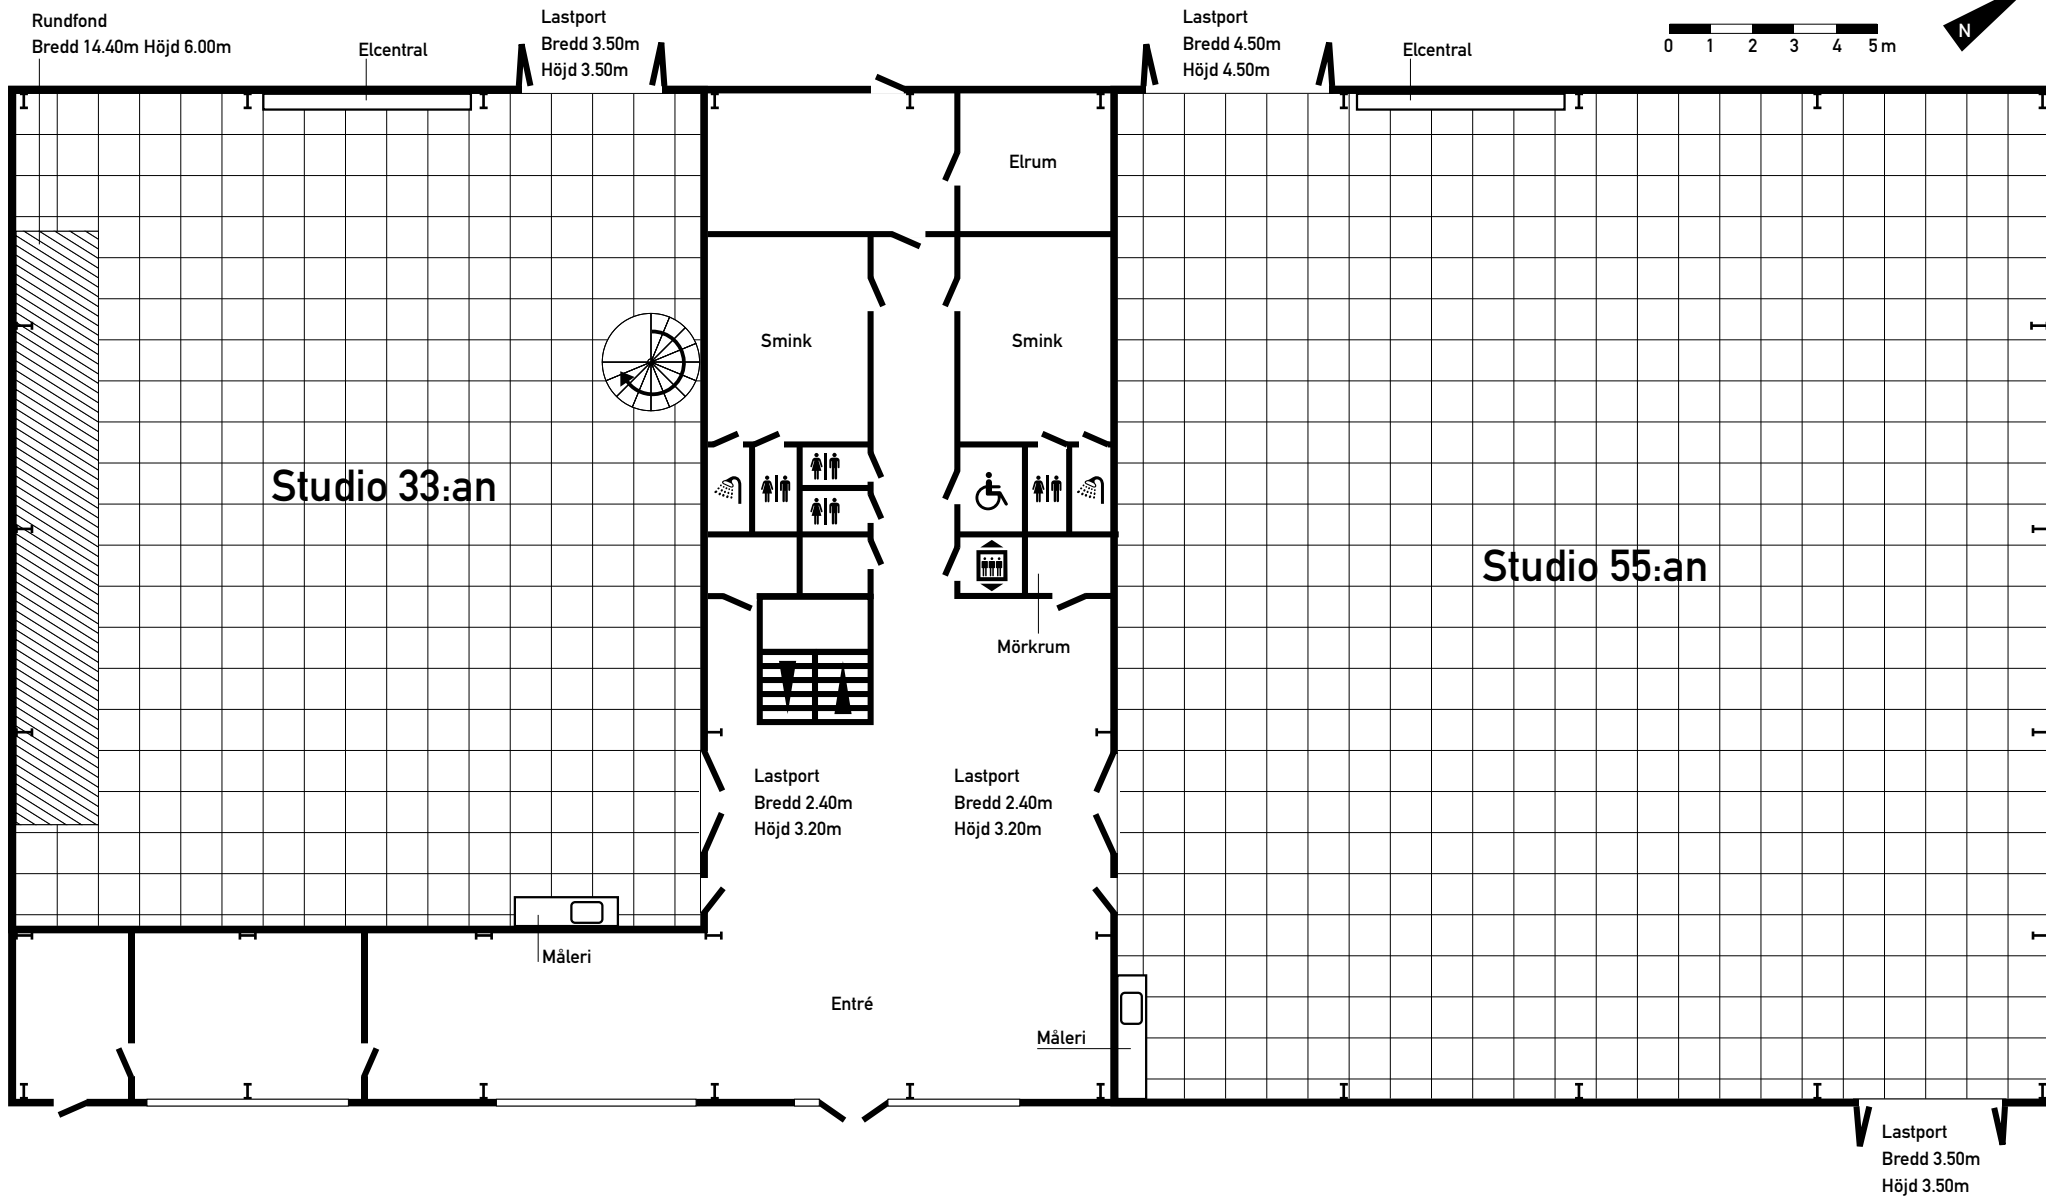 Rundfond
Bredd 14.40m Höjd 6.00m
Elcentral
Lastport
Bredd 3.50m
Höjd 3.50m
Lastport
Bredd 4.50m
Höjd 4.50m
Elcentral
0 1 2 3 4 5 m
N
Elrum
Smink
Smink
Studio 33:an
Studio 55:an
Mörkrum
Lastport
Bredd 2.40m
Höjd 3.20m
Lastport
Bredd 2.40m
Höjd 3.20m
Måleri
Entré
Måleri
Lastport
Bredd 3.50m
Höjd 3.50m